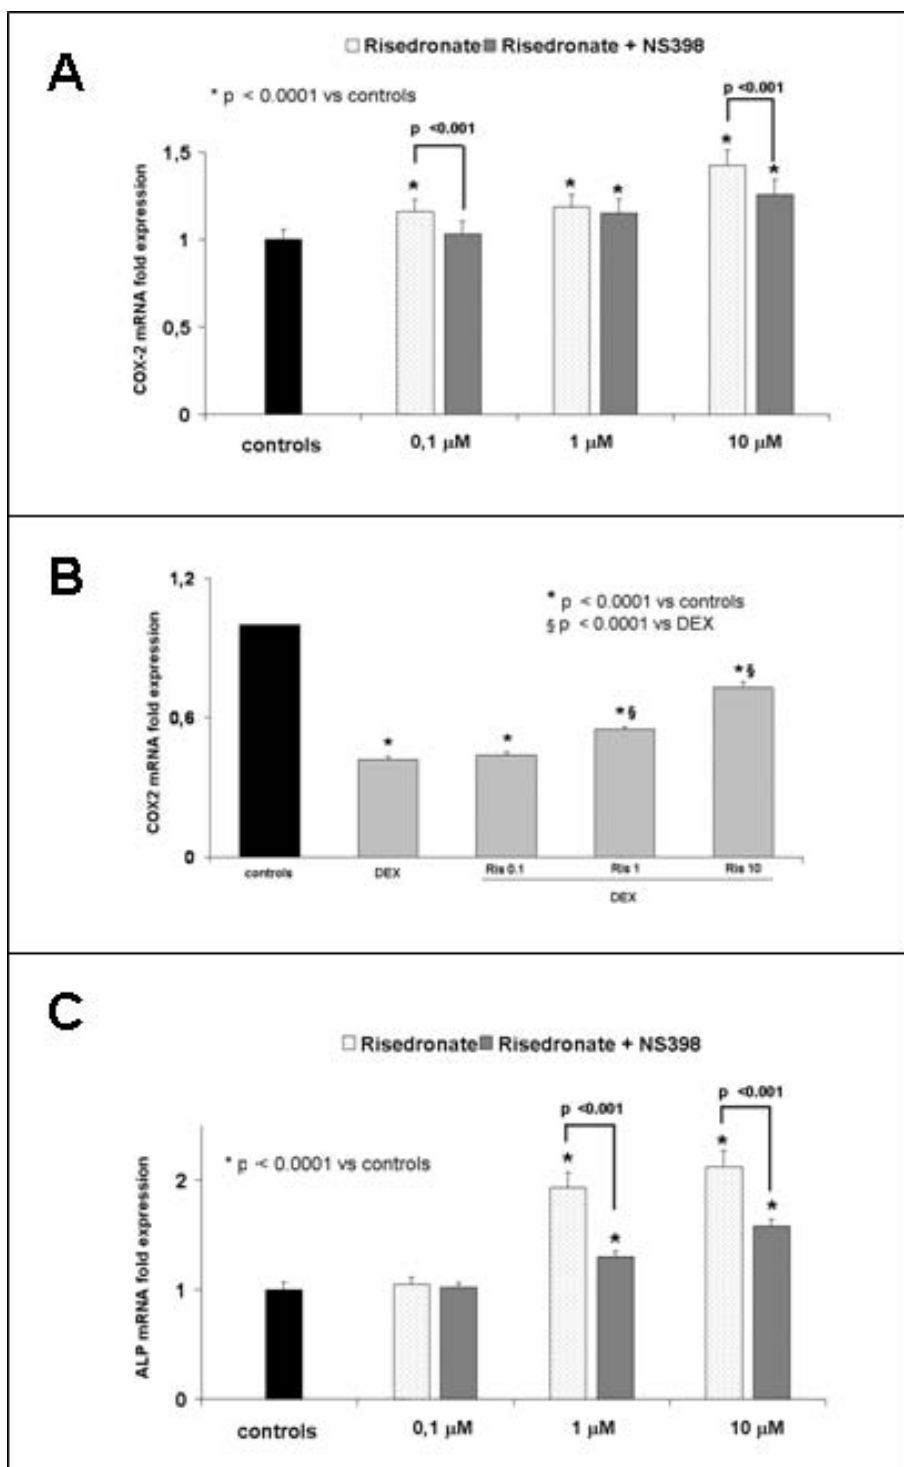 A
Risedronate Risedronate + NS398
* p < 0.0001 vs controls
p <0.001
p <0.001
* * * * *
COX-2 mRNA fold expression
1,5
1
0,5
0
controls 0,1 µM 1 µM 10 µM
B
* p < 0.0001 vs controls
§ p < 0.0001 vs DEX
* * *§ *§
COX2 mRNA fold expression
1,2
0,6
0
controls DEX Ris 0.1 Ris 1 Ris 10
DEX
C
Risedronate Risedronate + NS398
* p < 0.0001 vs controls
p <0.001
p <0.001
* * * *
ALP mRNA fold expression
2
1
0
controls 0,1 µM 1 µM 10 µM